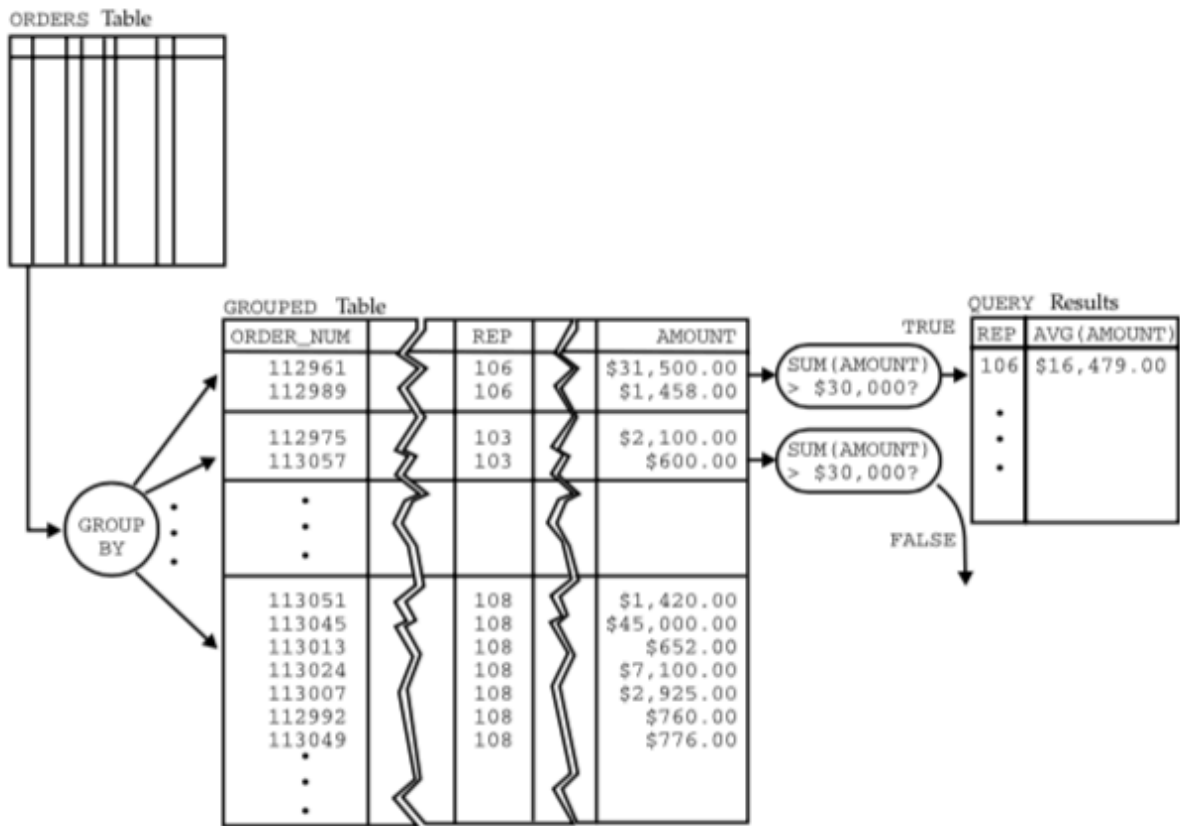 ORDERS Table
GROUPED Table
ORDER_NUM REP AMOUNT
112961 106 $31,500.00
112989 106 $1,458.00
112975 103 $2,100.00
113057 103 $600.00
113051 108 $1,420.00
113045 108 $45,000.00
113013 108 $652.00
113024 108 $7,100.00
113007 108 $2,925.00
112992 108 $760.00
113049 108 $776.00
GROUP
BY
SUM(AMOUNT)
> $30,000?
TRUE
SUM(AMOUNT)
> $30,000?
FALSE
QUERY Results
REP AVG(AMOUNT)
106 $16,479.00